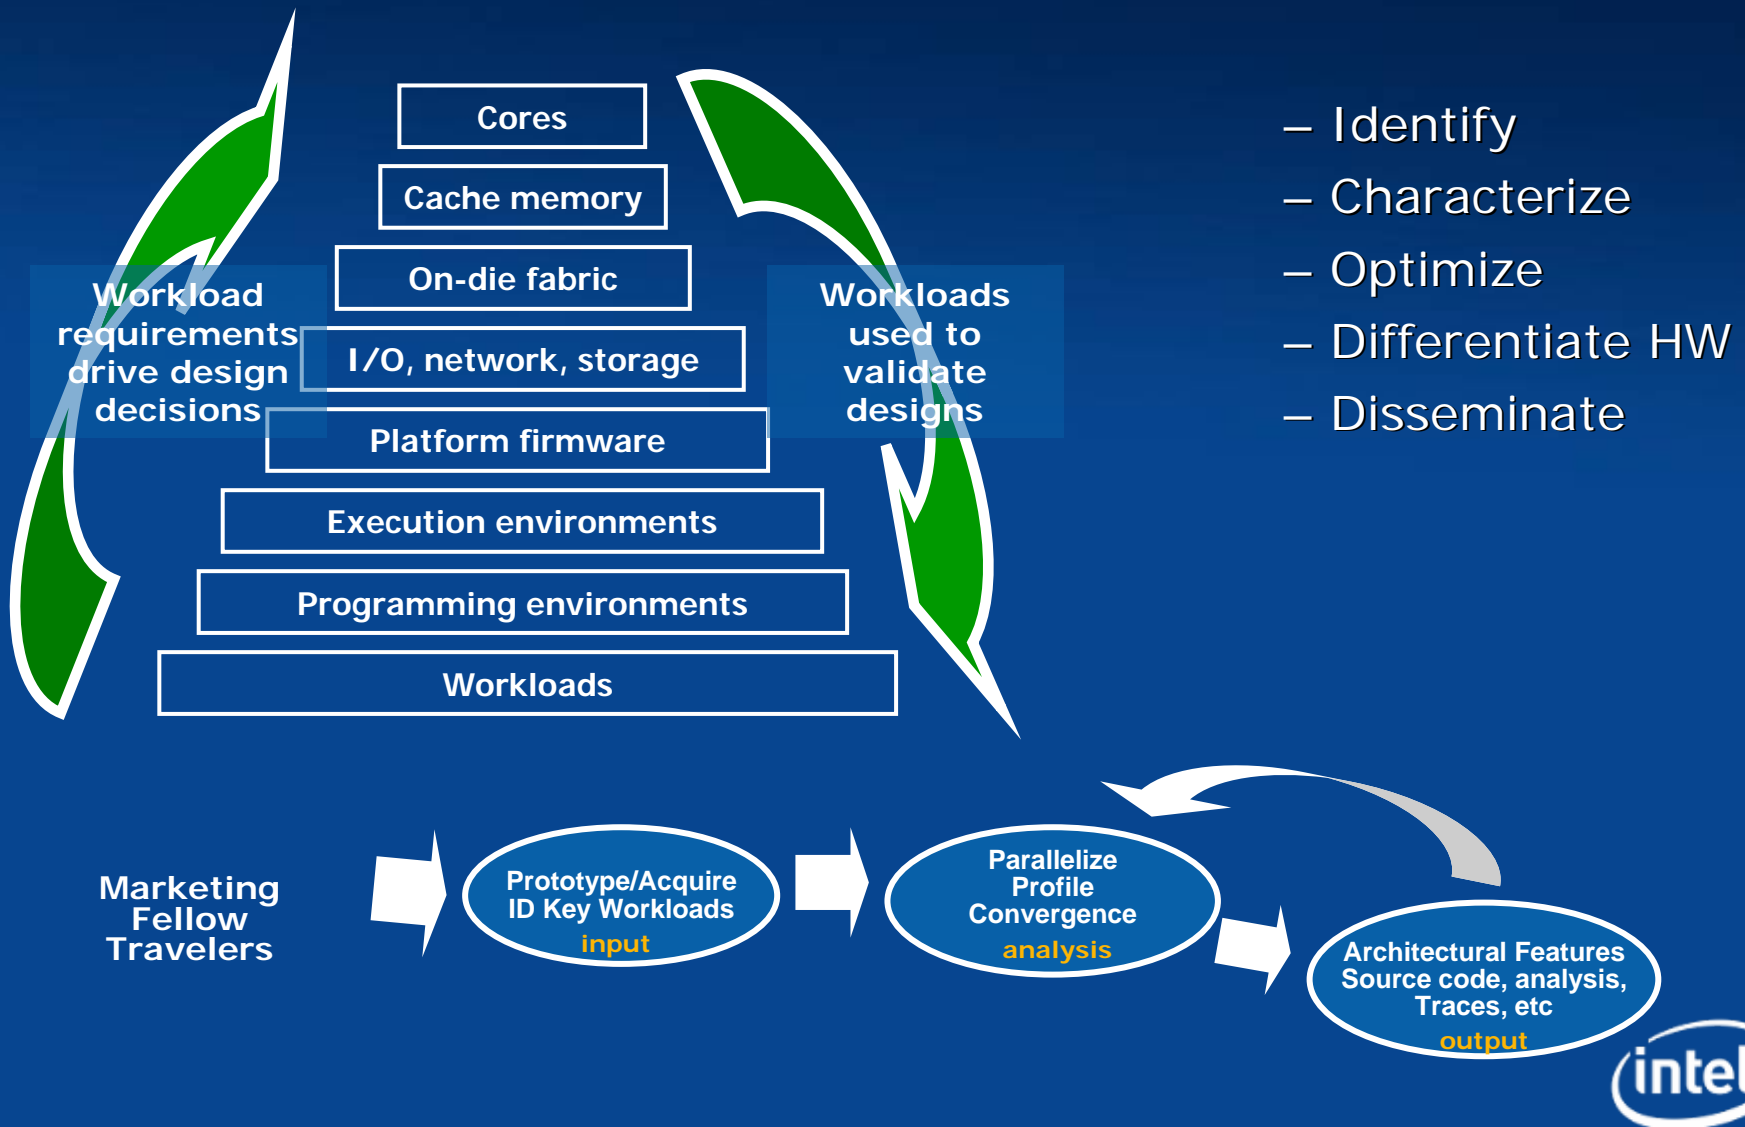 Cores
Cache memory
On-die fabric
I/O, network, storage
Platform firmware
Execution environments
Programming environments
Workloads
Workload
requirements
drive design
decisions
Workloads
used to
validate
designs
– Identify
– Characterize
– Optimize
– Differentiate HW
– Disseminate
Marketing
Fellow
Travelers
Prototype/Acquire
ID Key Workloads
input
Parallelize
Profile
Convergence
analysis
Architectural Features
Source code, analysis,
Traces, etc
output
intel